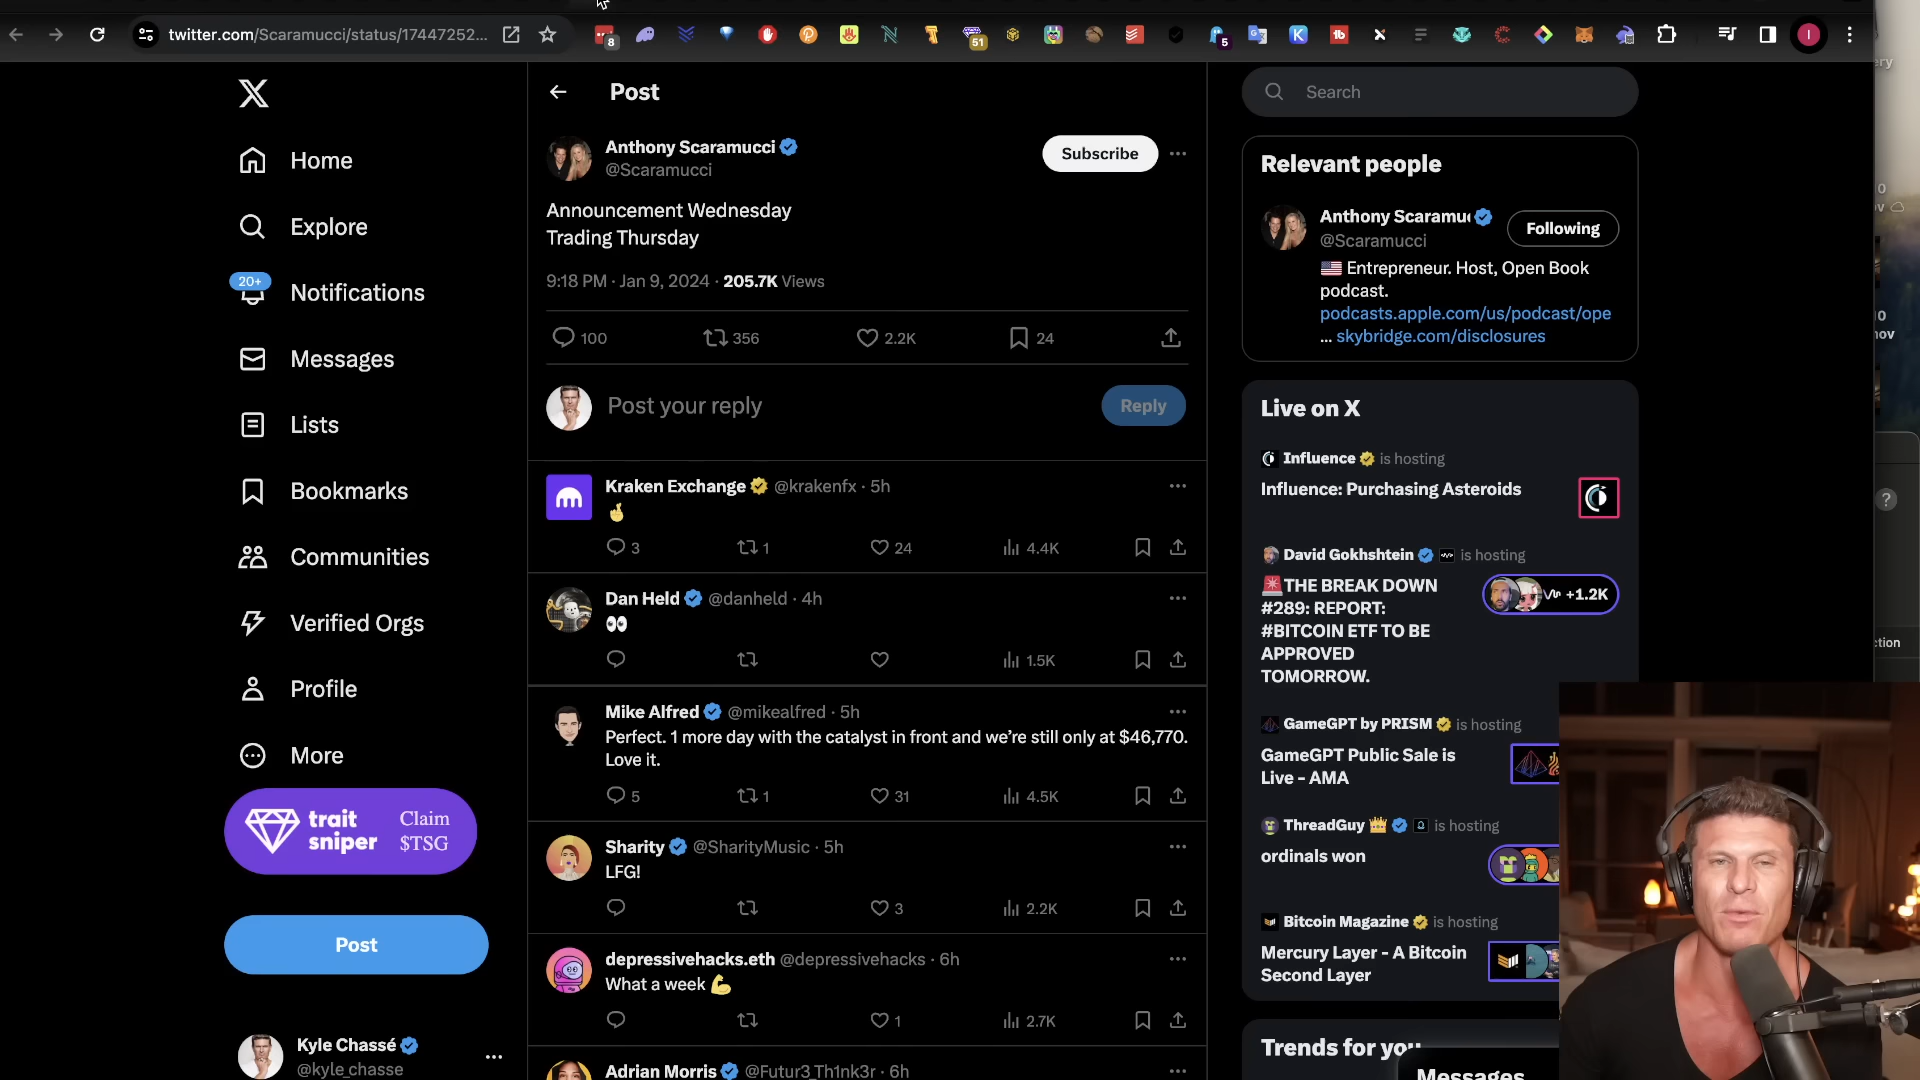 twitter.com/Scaramucci/status/17447252...
8
51
5
Home
Explore
20+
Notifications
Messages
Lists
Bookmarks
Communities
Verified Orgs
Profile
More
trait
sniper
Claim
$TSG
Post
Kyle Chassé
@kyle_chasse
Post
Anthony Scaramucci
@Scaramucci
Subscribe
Announcement Wednesday
Trading Thursday
9:18 PM · Jan 9, 2024 · 205.7K Views
100
356
2.2K
24
Post your reply
Reply
Kraken Exchange @krakenfx · 5h
🤞
3
1
24
4.4K
Dan Held @danheld · 4h
👀
1.5K
Mike Alfred @mikealfred · 5h
Perfect. 1 more day with the catalyst in front and we’re still only at $46,770.
Love it.
5
1
31
4.5K
Sharity @SharityMusic · 5h
LFG!
3
2.2K
depressivehacks.eth @depressivehacks · 6h
What a week 💪
1
2.7K
Adrian Morris @Futur3_Th1nk3r · 6h
Search
Relevant people
Anthony Scaramu
@Scaramucci
Following
🇺🇸 Entrepreneur. Host, Open Book
podcast.
podcasts.apple.com/us/podcast/ope
... skybridge.com/disclosures
Live on X
Influence is hosting
Influence: Purchasing Asteroids
David Gokhshtein is hosting
🚨THE BREAK DOWN
#289: REPORT:
#BITCOIN ETF TO BE
APPROVED
TOMORROW.
+1.2K
GameGPT by PRISM is hosting
GameGPT Public Sale is
Live - AMA
ThreadGuy 👑 is hosting
ordinals won
Bitcoin Magazine is hosting
Mercury Layer - A Bitcoin
Second Layer
Trends for you
Messages